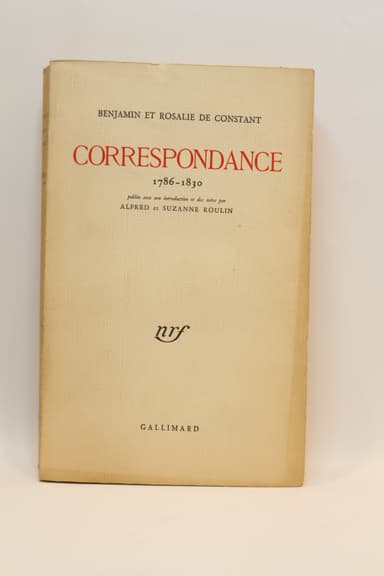 BENJAMIN ET ROSALIE DE CONSTANT
CORRESPONDANCE
1786-1830
publiée avec une introduction et des notes par
ALFRED et SUZANNE ROULIN
nrf
GALLIMARD